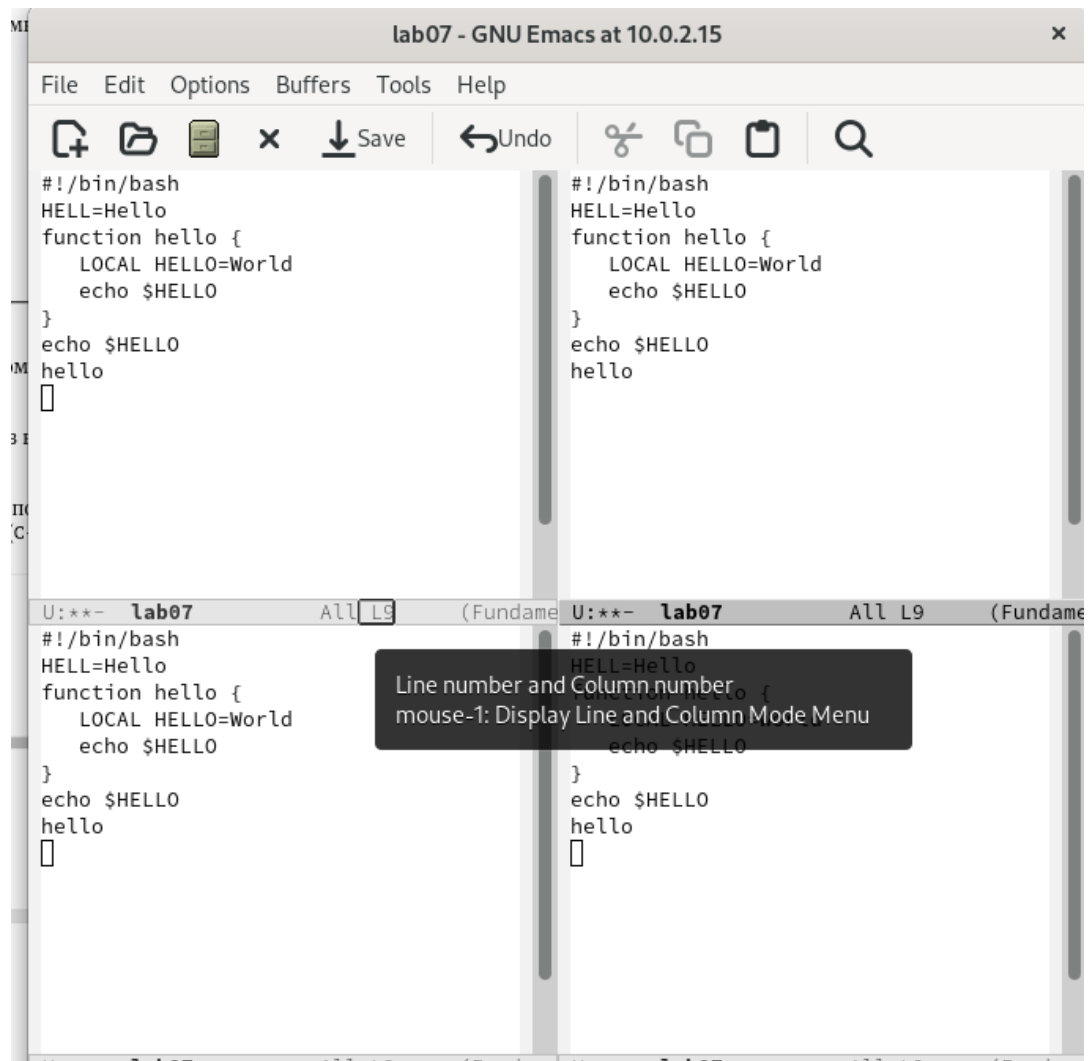 lab07 - GNU Emacs at 10.0.2.15
File Edit Options Buffers Tools Help
Save Undo
#!/bin/bash
HELL=Hello
function hello {
   LOCAL HELLO=World
   echo $HELLO
}
echo $HELLO
hello
U:**- lab07 All L9 (Fundame
#!/bin/bash
HELL=Hello
function hello {
   LOCAL HELLO=World
   echo $HELLO
}
echo $HELLO
hello
U:**- lab07 All L9 (Fundame
#!/bin/bash
HELL=Hello
function hello {
   LOCAL HELLO=World
   echo $HELLO
}
echo $HELLO
hello
Line number and Column number
mouse-1: Display Line and Column Mode Menu
#!/bin/bash
HELL=Hello
echo $HELLO
}
echo $HELLO
hello